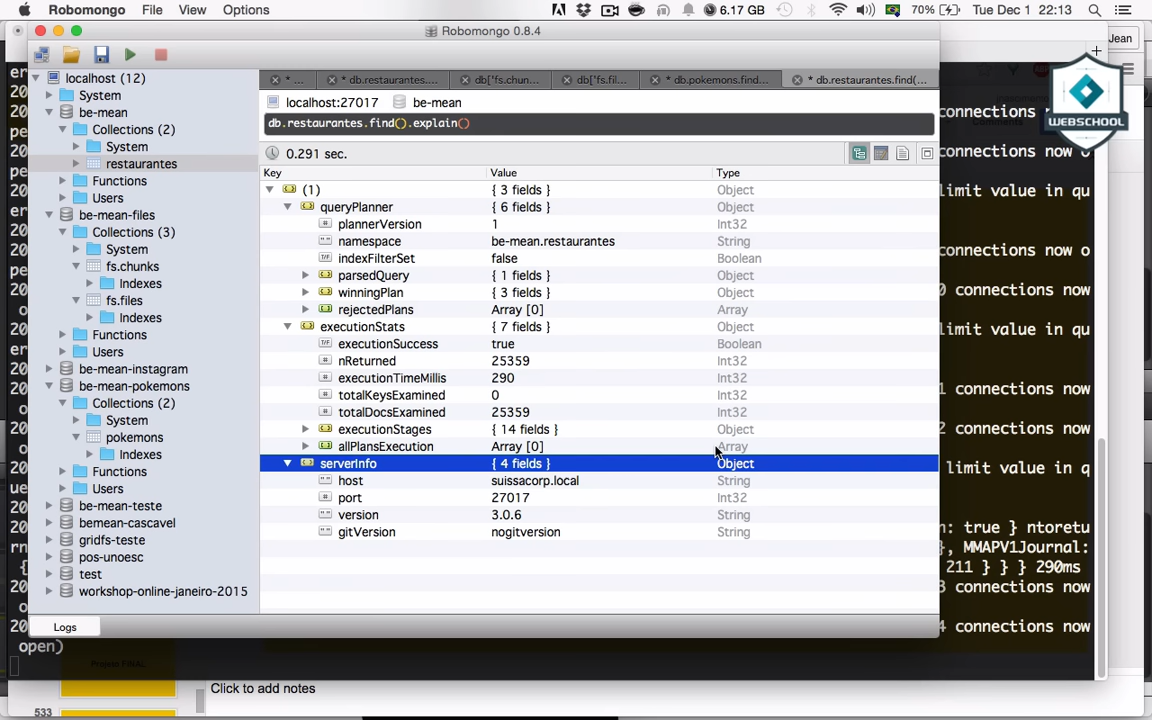 Robomongo File View Options 6.17 GB 70% Tue Dec 1 22:13
Robomongo 0.8.4
Jean
WEBSCHOOL
localhost (12)
System
be-mean
Collections (2)
System
restaurantes
Functions
Users
be-mean-files
Collections (3)
System
fs.chunks
Indexes
fs.files
Indexes
Functions
Users
be-mean-instagram
be-mean-pokemons
Collections (2)
System
pokemons
Indexes
Functions
Users
be-mean-teste
bemean-cascavel
gridfs-teste
pos-unoesc
test
workshop-online-janeiro-2015
Logs
* ... * db.restaurantes.... db['fs.chun... db['fs.fil... * db.pokemons.find... * db.restaurantes.find(...
localhost:27017 be-mean
db.restaurantes.find().explain()
0.291 sec.
Key Value Type
(1) { 3 fields } Object
queryPlanner { 6 fields } Object
plannerVersion 1 Int32
namespace be-mean.restaurantes String
indexFilterSet false Boolean
parsedQuery { 1 fields } Object
winningPlan { 3 fields } Object
rejectedPlans Array [0] Array
executionStats { 7 fields } Object
executionSuccess true Boolean
nReturned 25359 Int32
executionTimeMillis 290 Int32
totalKeysExamined 0 Int32
totalDocsExamined 25359 Int32
executionStages { 14 fields } Object
allPlansExecution Array [0] Array
serverInfo { 4 fields } Object
host suissacorp.local String
port 27017 Int32
version 3.0.6 String
gitVersion nogitversion String
connections now o
limit value in qu
connections now o
0 connections now o
limit value in qu
1 connections now
2 connections now
limit value in qu
n: true } ntoretu
}, MMAPV1Journal:
211 } } } 290ms
3 connections now
4 connections now
open)
Projeto FINAL
Click to add notes
533